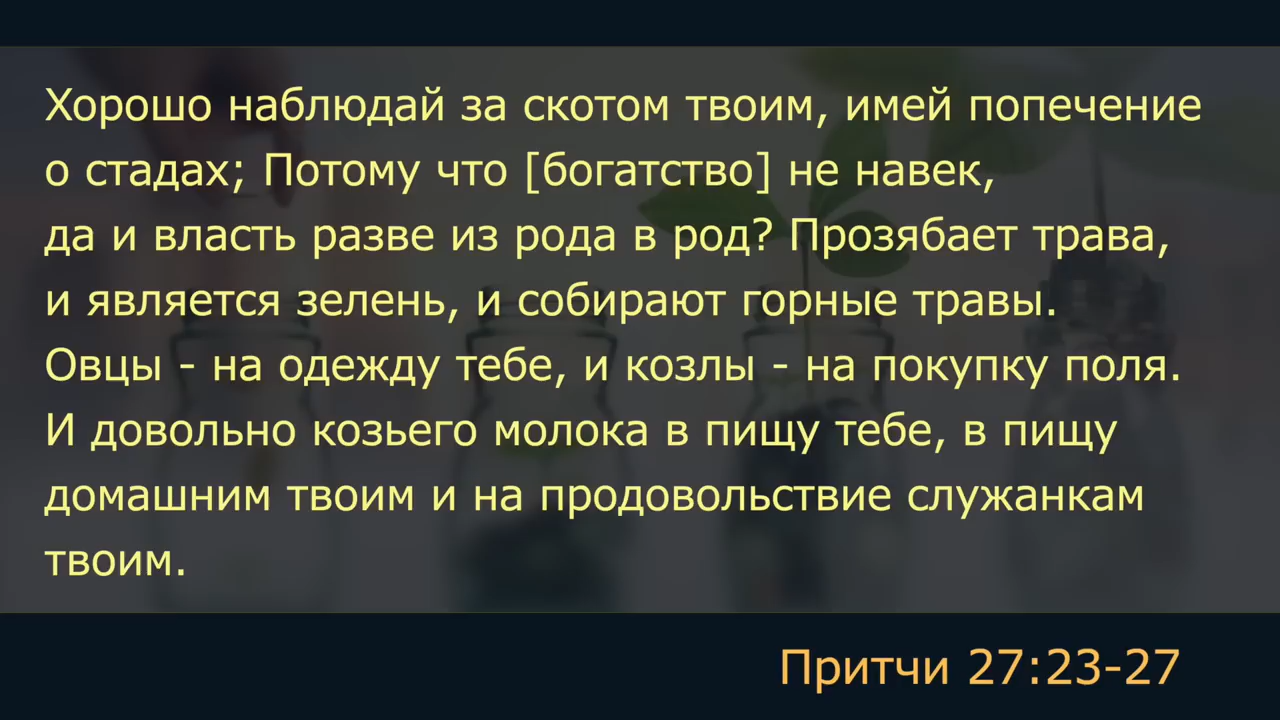 Хорошо наблюдай за скотом твоим, имей попечение
о стадах; Потому что [богатство] не навек,
да и власть разве из рода в род? Прозябает трава,
и является зелень, и собирают горные травы.
Овцы - на одежду тебе, и козлы - на покупку поля.
И довольно козьего молока в пищу тебе, в пищу
домашним твоим и на продовольствие служанкам
твоим.
Притчи 27:23-27